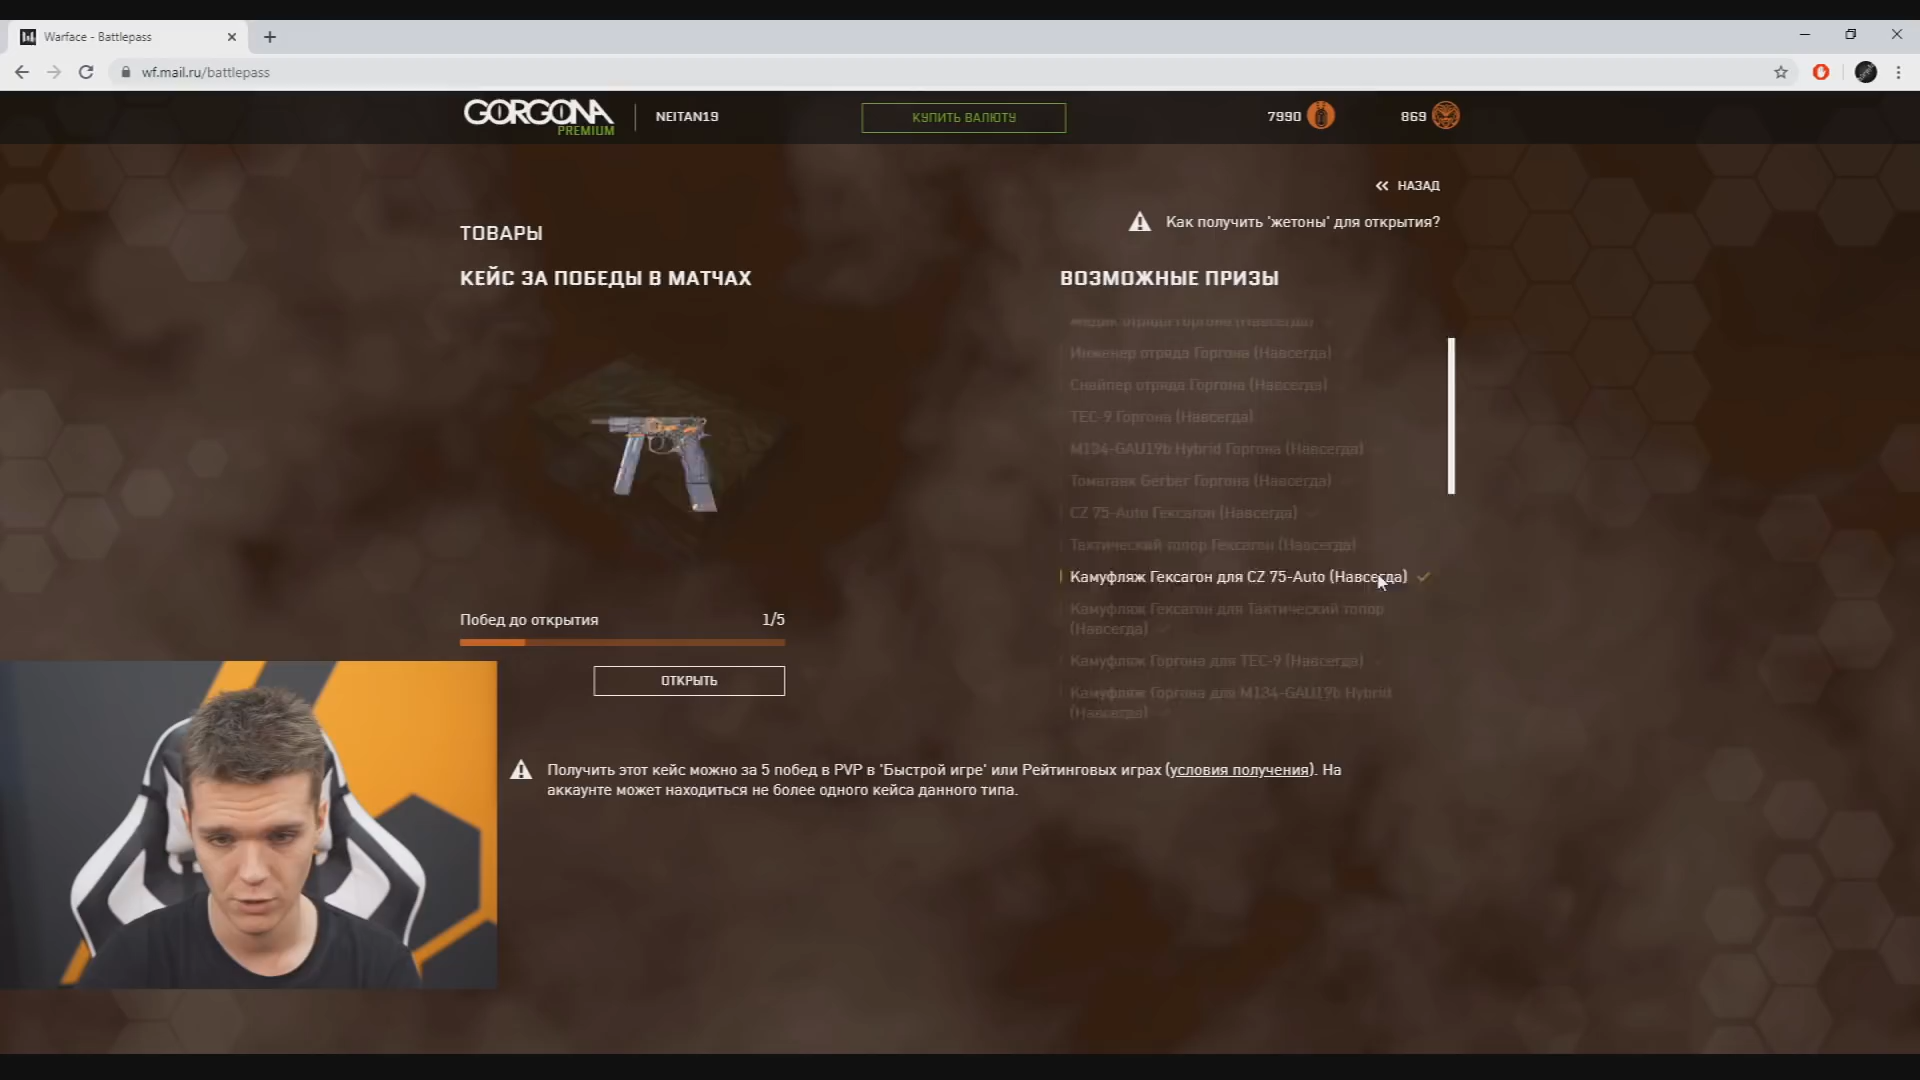 Warface - Battlepass
wf.mail.ru/battlepass
GORGONA
PREMIUM
NEITAN19
КУПИТЬ ВАЛЮТУ
7990
869
НАЗАД
Как получить 'жетоны' для открытия?
ТОВАРЫ
КЕЙС ЗА ПОБЕДЫ В МАТЧАХ
ВОЗМОЖНЫЕ ПРИЗЫ
Медик отряда Горгона (Навсегда)
Инженер отряда Горгона (Навсегда)
Снайпер отряда Горгона (Навсегда)
TEC-9 Горгона (Навсегда)
M134-GAU19b Hybrid Горгона (Навсегда)
Томагавк Gerber Горгона (Навсегда)
CZ 75-Auto Гексагон (Навсегда)
Тактический топор Гексагон (Навсегда)
Камуфляж Гексагон для CZ 75-Auto (Навсегда)
Камуфляж Гексагон для Тактический топор
(Навсегда)
Камуфляж Горгона для TEC-9 (Навсегда)
Камуфляж Горгона для M134-GAU19b Hybrid
(Навсегда)
Побед до открытия 1/5
ОТКРЫТЬ
Получить этот кейс можно за 5 побед в PVP в 'Быстрой игре' или Рейтинговых играх (условия получения). На
аккаунте может находиться не более одного кейса данного типа.